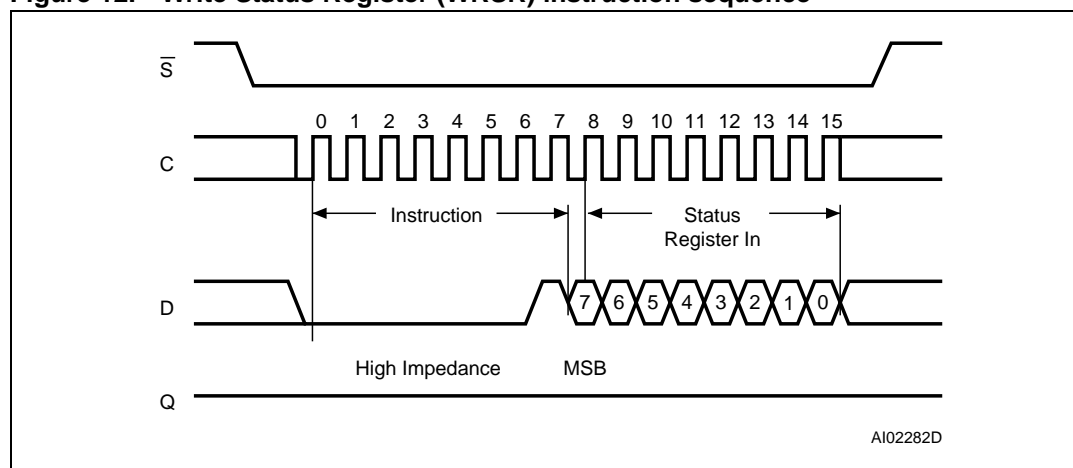 Figure 12. Write Status Register (WRSR) instruction sequence
S
0 1 2 3 4 5 6 7 8 9 10 11 12 13 14 15
C
Instruction
Status
Register In
D
7 6 5 4 3 2 1 0
High Impedance MSB
Q
AI02282D